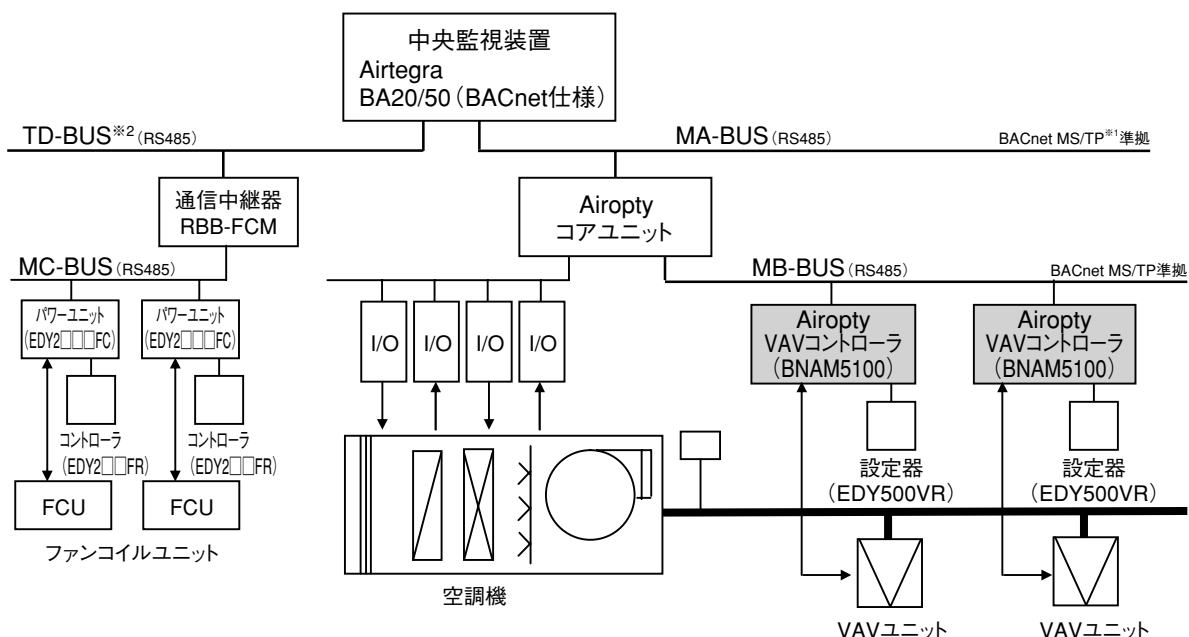 中央監視装置
Airtegra
BA20/50（BACnet仕様）
TD-BUS※2（RS485）
MA-BUS（RS485）
BACnet MS/TP※1準拠
通信中継器
RBB-FCM
Airopty
コアユニット
MC-BUS（RS485）
MB-BUS（RS485）
BACnet MS/TP準拠
パワーユニット
(EDY2□□□FC)
パワーユニット
(EDY2□□□FC)
I/O
I/O
I/O
I/O
Airopty
VAVコントローラ
（BNAM5100）
Airopty
VAVコントローラ
（BNAM5100）
コントローラ
(EDY2□□FR)
コントローラ
(EDY2□□FR)
設定器
（EDY500VR）
設定器
（EDY500VR）
FCU
FCU
ファンコイルユニット
空調機
VAVユニット
VAVユニット